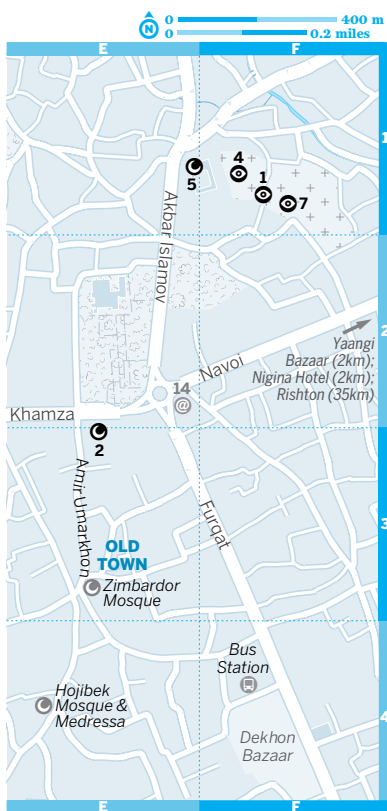 0 400 m
N
0 0.2 miles
E F
1
4
5
1
7
Akbar Islamov
2
Navoi
Yaangi
Bazaar (2km);
Nigina Hotel (2km);
Rishton (35km)
14
@
Khamza
2
Amir Umarkhon
Furqat
3
OLD
TOWN
Zimbardor
Mosque
Bus
Station
Hojibek
Mosque &
Medressa
4
Dekhon
Bazaar
E F